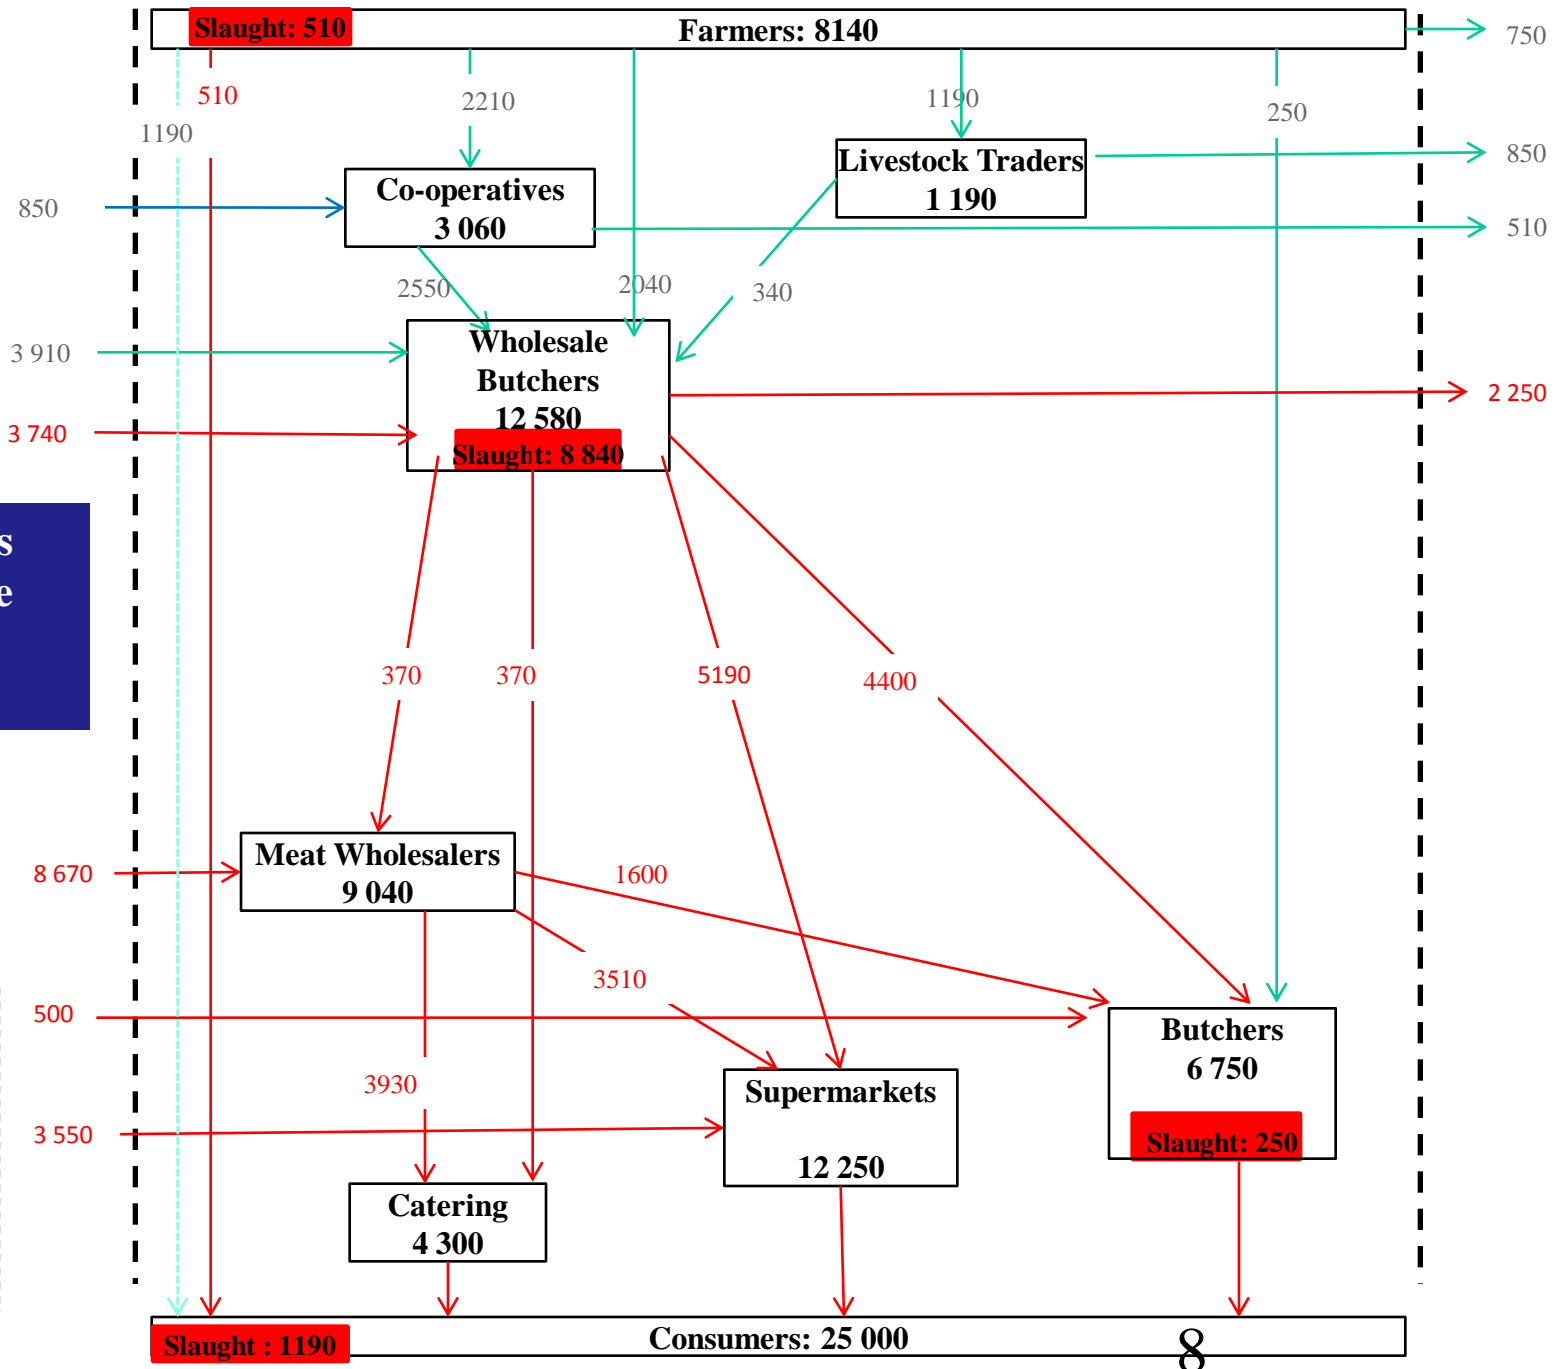 Slaught: 510
Farmers: 8140
750
510
2210
1190
250
1190
Livestock Traders
1 190
850
Co-operatives
3 060
850
510
2550
2040
340
3 910
Wholesale
Butchers
12 580
Slaught: 8 840
2 250
3 740
s
e
370
370
5190
4400
Meat Wholesalers
9 040
8 670
1600
3510
500
Butchers
6 750
Slaught: 250
3930
Supermarkets
12 250
3 550
Catering
4 300
Slaught : 1190
Consumers: 25 000
8